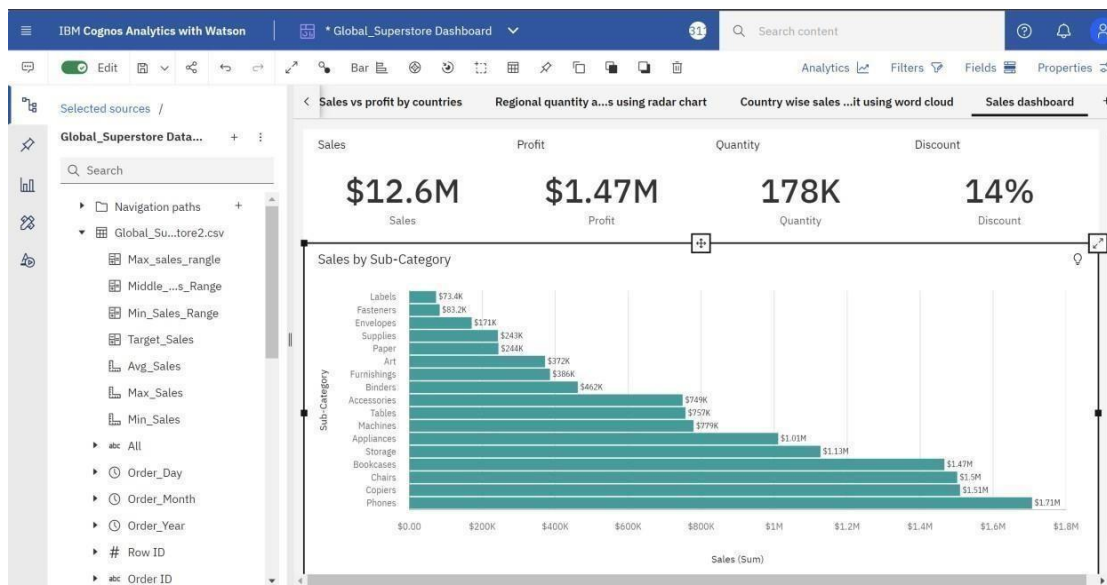 IBM Cognos Analytics with Watson
* Global_Superstore Dashboard
Search content
Edit
Bar
Analytics
Filters
Fields
Properties
Selected sources /
Global_Superstore Data...
Search
Navigation paths
Global_Su...tore2.csv
Max_sales_rangle
Middle_...s_Range
Min_Sales_Range
Target_Sales
Avg_Sales
Max_Sales
Min_Sales
abc All
Order_Day
Order_Month
Order_Year
# Row ID
abc Order ID
Sales vs profit by countries
Regional quantity a...s using radar chart
Country wise sales ...it using word cloud
Sales dashboard
Sales
Profit
Quantity
Discount
$12.6M
$1.47M
178K
14%
Sales
Profit
Quantity
Discount
Sales by Sub-Category
Sub-Category
Labels $73.4K
Fasteners $83.2K
Envelopes $171K
Supplies $243K
Paper $244K
Art $372K
Furnishings $386K
Binders $462K
Accessories $749K
Tables $757K
Machines $779K
Appliances $1.01M
Storage $1.13M
Bookcases $1.47M
Chairs $1.5M
Copiers $1.51M
Phones $1.71M
$0.00 $200K $400K $600K $800K $1M $1.2M $1.4M $1.6M $1.8M
Sales (Sum)